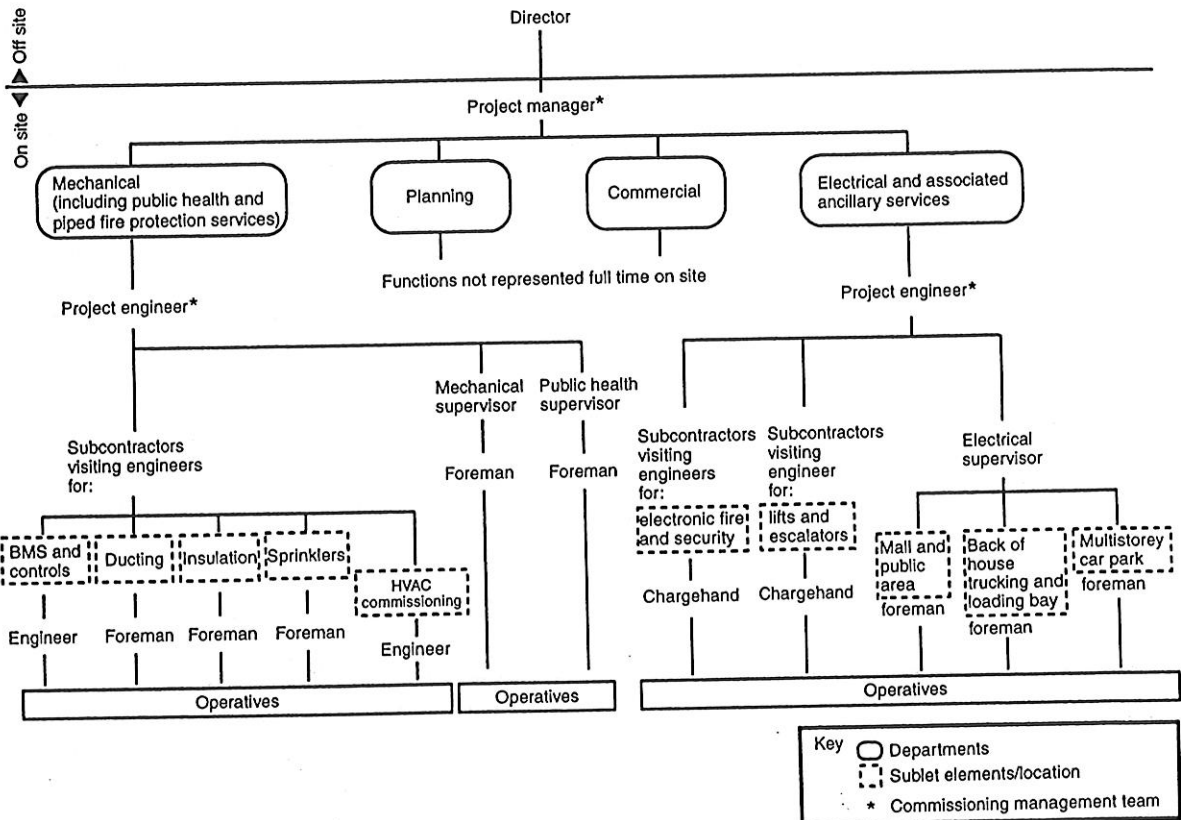 Off site
On site
Director
Project manager*
Mechanical
(including public health and
piped fire protection services)
Planning
Commercial
Electrical and associated
ancillary services
Functions not represented full time on site
Project engineer*
Project engineer*
Mechanical
supervisor
Public health
supervisor
Subcontractors
visiting engineers
for:
Foreman
Foreman
Subcontractors
visiting
engineers
for:
Subcontractors
visiting
engineer
for:
Electrical
supervisor
BMS and
controls
Ducting
Insulation
Sprinklers
HVAC
commissioning
electronic fire
and security
lifts and
escalators
Mall and
public
area
foreman
Back of
house
trucking and
loading bay
foreman
Multistorey
car park
foreman
Engineer
Foreman
Foreman
Foreman
Engineer
Chargehand
Chargehand
Operatives
Operatives
Operatives
Key
Departments
Sublet elements/location
* Commissioning management team